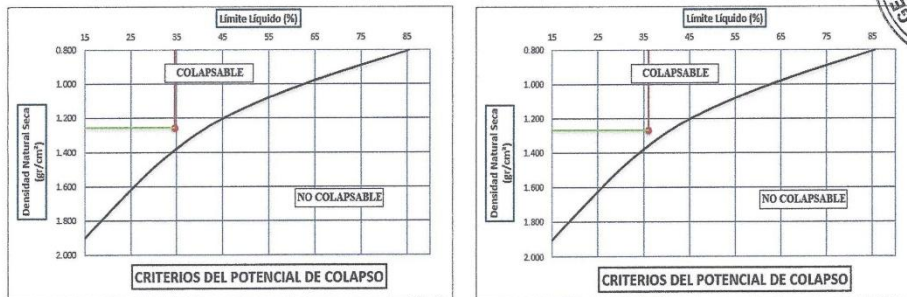 Límite Líquido (%)
15 25 35 45 55 65 75 85
0.800
1.000
1.200
1.400
1.600
1.800
2.000
Densidad Natural Seca
(gr/cm³)
COLAPSABLE
NO COLAPSABLE
CRITERIOS DEL POTENCIAL DE COLAPSO
Límite Líquido (%)
15 25 35 45 55 65 75 85
0.800
1.000
1.200
1.400
1.600
1.800
2.000
Densidad Natural Seca
(gr/cm³)
COLAPSABLE
NO COLAPSABLE
CRITERIOS DEL POTENCIAL DE COLAPSO
GE